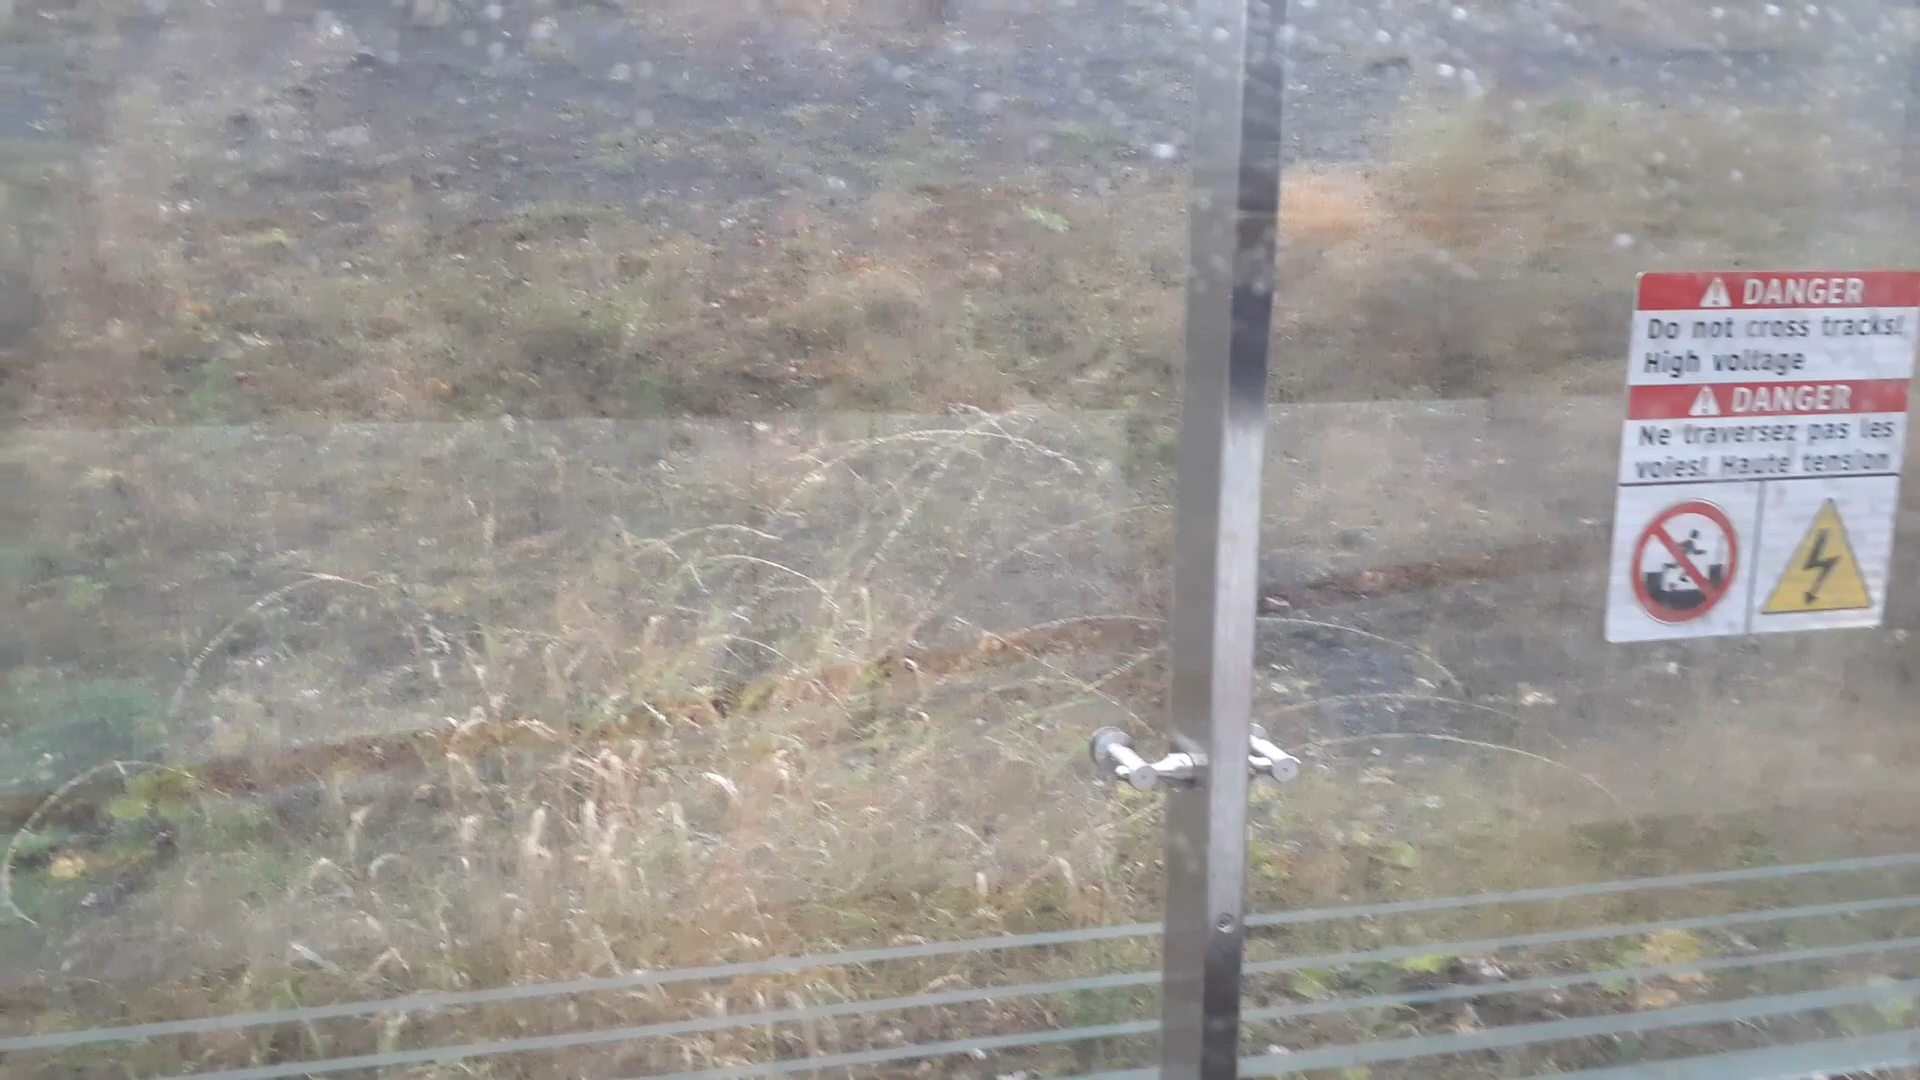 DANGER
Do not cross tracks!
High voltage
DANGER
Ne traversez pas les
voies! Haute tension